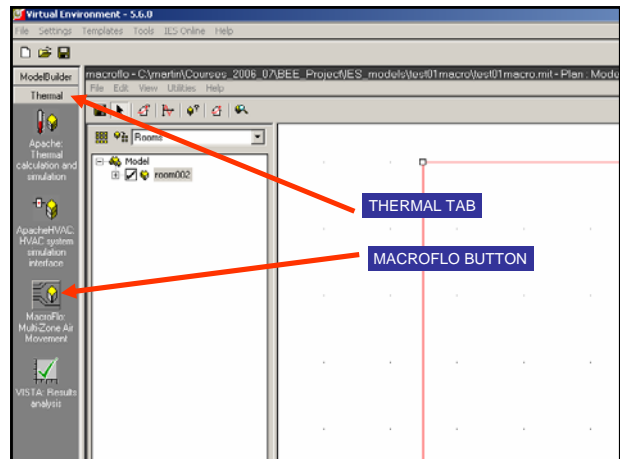 Virtual Environment - 5.6.0
File Settings Templates Tools IES Online Help
ModelBuilder
Thermal
macroflo - C:\martin\Courses_2006_07\BEE_Project\IES_models\test01macro\test01macro.mit - Plan : Mode
File Edit View Utilities Help
Rooms
Model
room002
Apache:
Thermal
calculation and
simulation
ApacheHVAC:
HVAC system
simulation
interface
MacroFlo:
Multi-Zone Air
Movement
VISTA: Results
analysis
THERMAL TAB
MACROFLO BUTTON